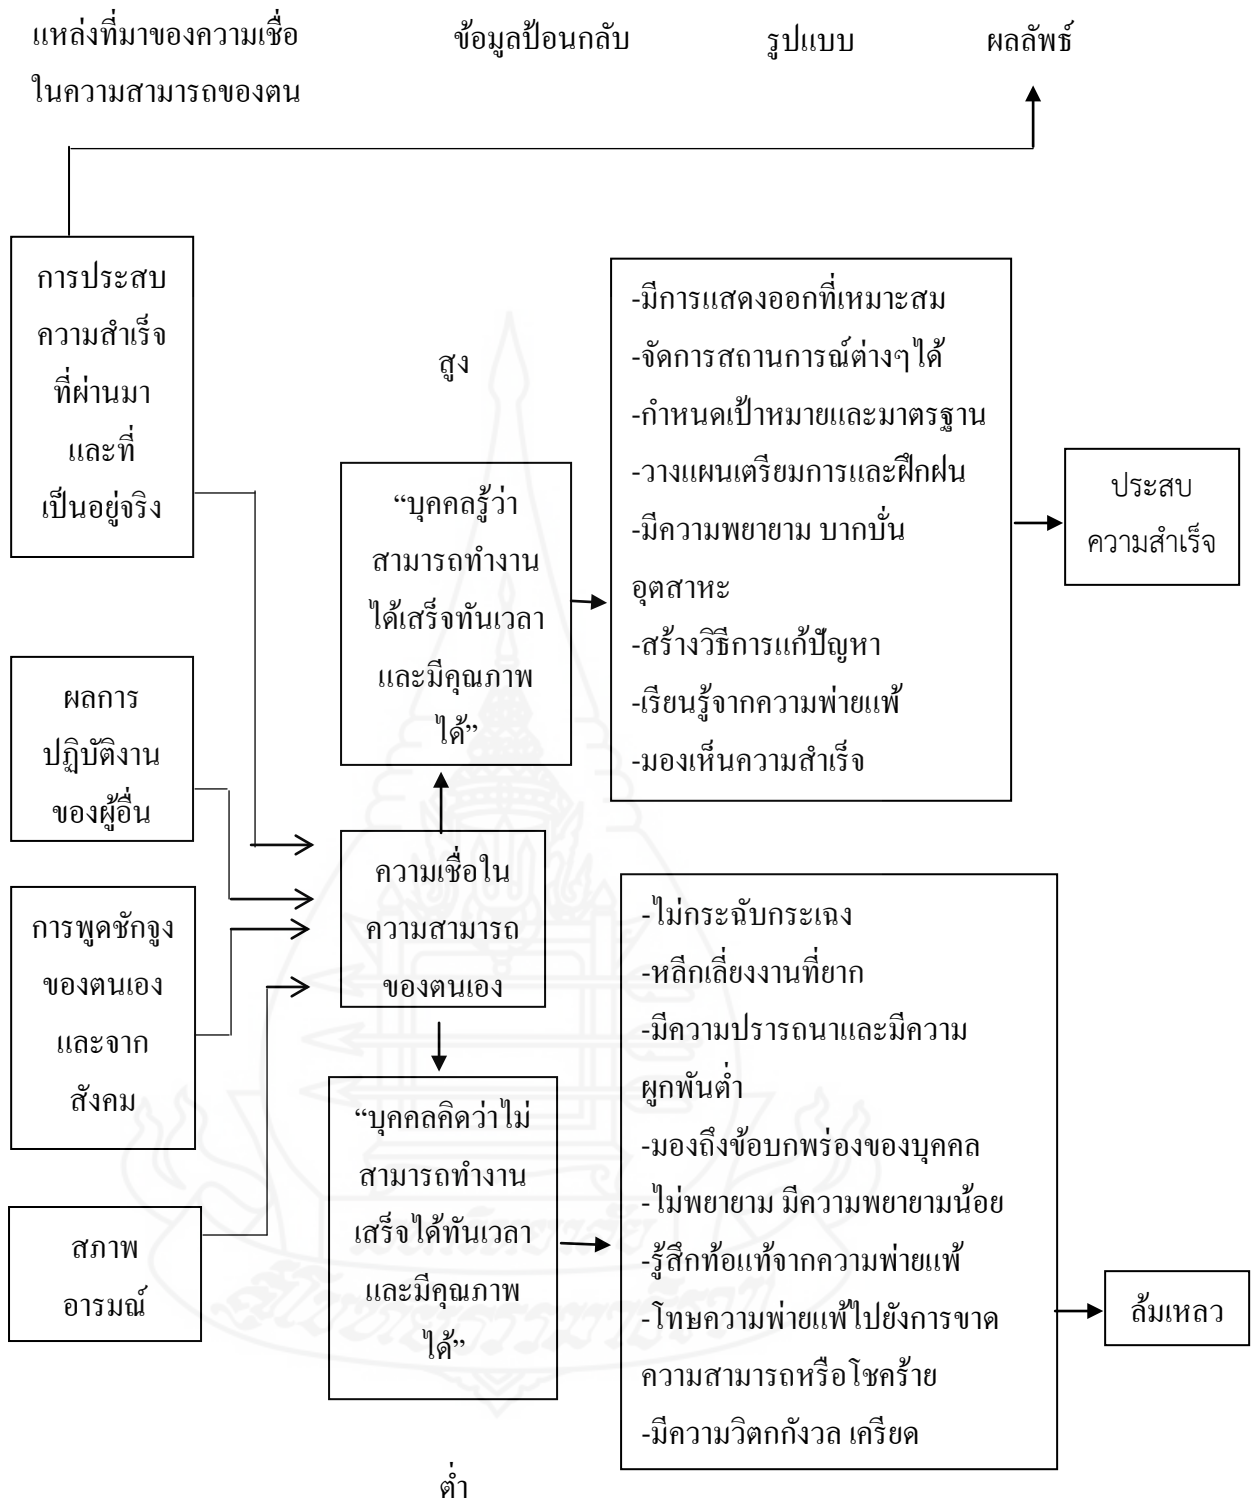 แหล่งที่มาของความเชื่อ
ในความสามารถของตน
ข้อมูลป้อนกลับ
รูปแบบ
ผลลัพธ์
การประสบ
ความสำเร็จ
ที่ผ่านมา
และที่
เป็นอยู่จริง
ผลการ
ปฏิบัติงาน
ของผู้อื่น
การพูดชักจูง
ของตนเอง
และจาก
สังคม
สภาพ
อารมณ์
สูง
“บุคคลรู้ว่า
สามารถทำงาน
ได้เสร็จทันเวลา
และมีคุณภาพ
ได้”
ความเชื่อใน
ความสามารถ
ของตนเอง
“บุคคลคิดว่าไม่
สามารถทำงาน
เสร็จได้ทันเวลา
และมีคุณภาพ
ได้”
ต่ำ
-มีการแสดงออกที่เหมาะสม
-จัดการสถานการณ์ต่างๆได้
-กำหนดเป้าหมายและมาตรฐาน
-วางแผนเตรียมการและฝึกฝน
-มีความพยายาม บากบั่น
อุตสาหะ
-สร้างวิธีการแก้ปัญหา
-เรียนรู้จากความพ่ายแพ้
-มองเห็นความสำเร็จ
-ไม่กระฉับกระเฉง
-หลีกเลี่ยงงานที่ยาก
-มีความปรารถนาและมีความ
ผูกพันต่ำ
-มองถึงข้อบกพร่องของบุคคล
-ไม่พยายาม มีความพยายามน้อย
-รู้สึกท้อแท้จากความพ่ายแพ้
-โทษความพ่ายแพ้ไปยังการขาด
ความสามารถหรือโชคร้าย
-มีความวิตกกังวล เครียด
ประสบ
ความสำเร็จ
ล้มเหลว